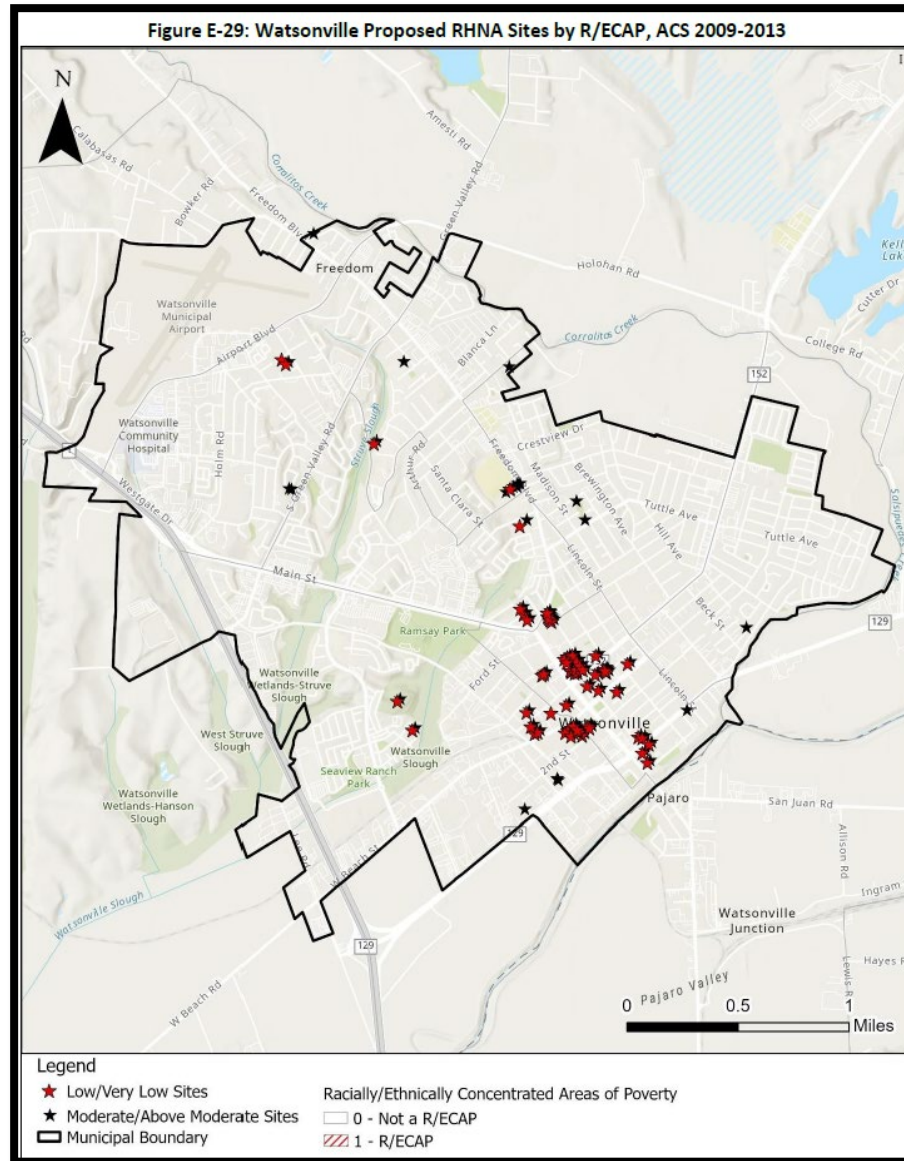 Figure E-29: Watsonville Proposed RHNA Sites by R/ECAP, ACS 2009-2013
N
Calabasas Rd
Bowker Rd
Freedom Blvd
Corralitos Creek
Amesti Rd
Green Valley Rd
Freedom
Holohan Rd
Cutter Dr
College Rd
Watsonville
Municipal
Airport
Airport Blvd
Blanca Ln
Corralitos Creek
152
Watsonville
Community
Hospital
Holm Rd
S Green Valley Rd
Struve Slough
Arthur Rd
Santa Clara St
Crestview Dr
Freedom Blvd
Madison St
Brewington Ave
Tuttle Ave
Hill Ave
Tuttle Ave
Westgate Dr
Main St
Lincoln St
Beck St
129
Ramsay Park
Ford St
Lincoln St
Watsonville
Wetlands-Struve
Slough
West Struve
Slough
Watsonville
Slough
Seaview Ranch
Park
Watsonville
2nd St
Pajaro
San Juan Rd
Watsonville
Wetlands-Hanson
Slough
Lee Rd
W Beach St
129
Allison Rd
Ingram
Watsonville Slough
Watsonville
Junction
129
Hayes R
Lewis R
W Beach Rd
Pajaro Valley
0 0.5 1
Miles
Legend
Low/Very Low Sites
Moderate/Above Moderate Sites
Municipal Boundary
Racially/Ethnically Concentrated Areas of Poverty
0 - Not a R/ECAP
1 - R/ECAP